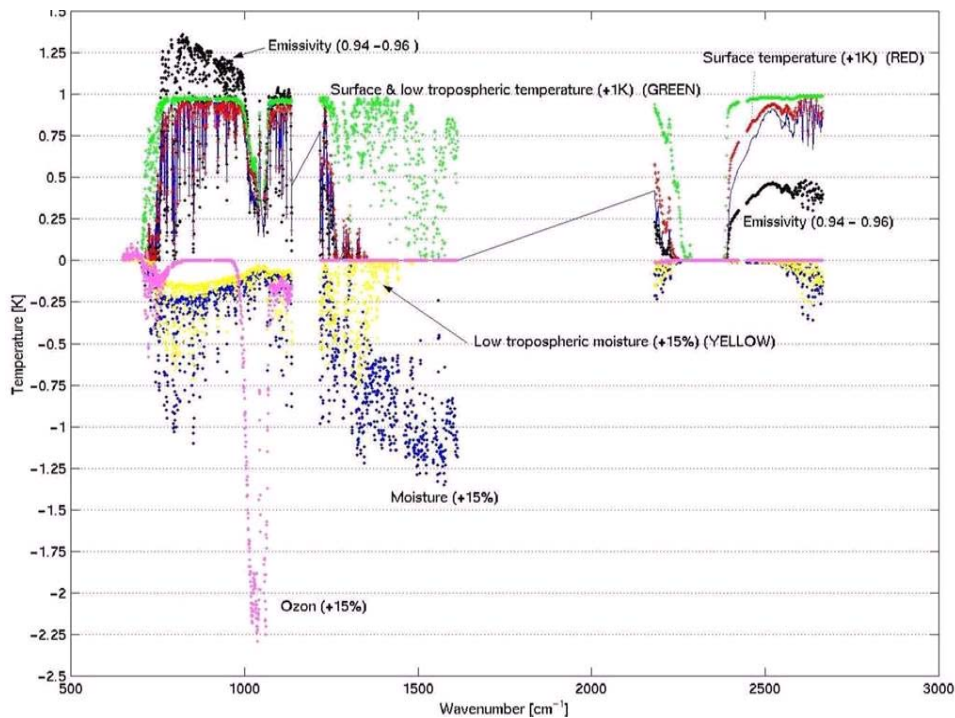 1.5
1.25
1
0.75
0.5
0.25
0
−0.25
−0.5
−0.75
−1
−1.25
−1.5
−1.75
−2
−2.25
−2.5
Temperature [K]
Emissivity (0.94 −0.96 )
Surface temperature (+1K) (RED)
Surface & low tropospheric temperature (+1K) (GREEN)
Emissivity (0.94 − 0.96)
Low tropospheric moisture (+15%) (YELLOW)
Moisture (+15%)
Ozon (+15%)
500 1000 1500 2000 2500 3000
Wavenumber [cm⁻¹]